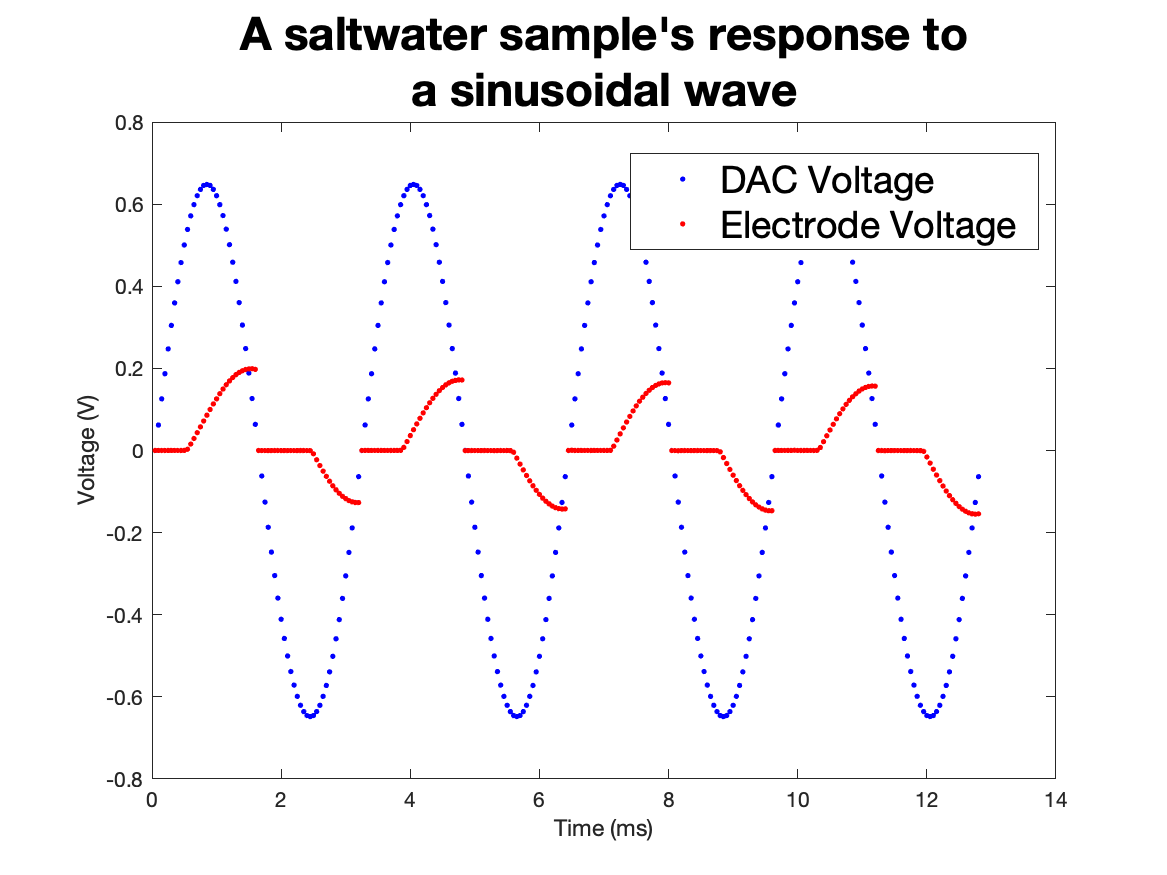 A saltwater sample's response to
a sinusoidal wave
0.8
0.6
0.4
0.2
0
-0.2
-0.4
-0.6
-0.8
Voltage (V)
DAC Voltage
Electrode Voltage
0 2 4 6 8 10 12 14
Time (ms)